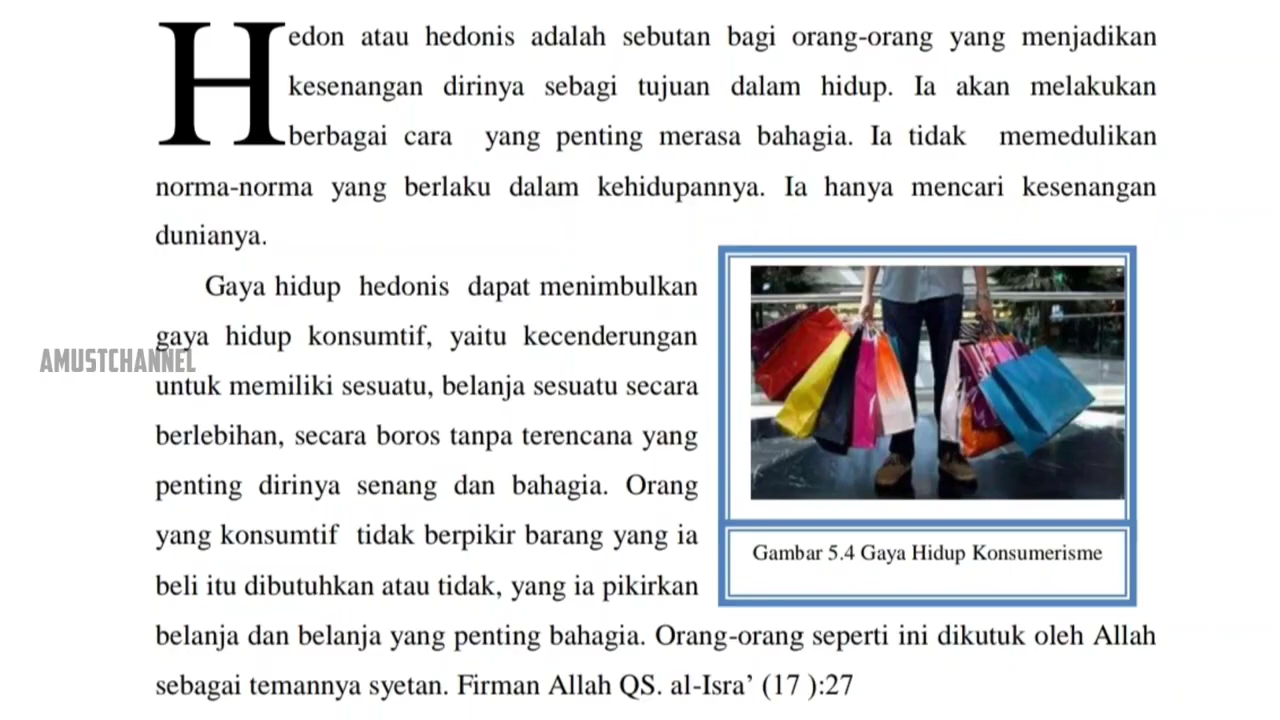 Hedon atau hedonis adalah sebutan bagi orang-orang yang menjadikan
kesenangan dirinya sebagi tujuan dalam hidup. Ia akan melakukan
berbagai cara yang penting merasa bahagia. Ia tidak memedulikan
norma-norma yang berlaku dalam kehidupannya. Ia hanya mencari kesenangan
dunianya.
Gaya hidup hedonis dapat menimbulkan
gaya hidup konsumtif, yaitu kecenderungan
AMUSTCHANNEL
untuk memiliki sesuatu, belanja sesuatu secara
berlebihan, secara boros tanpa terencana yang
penting dirinya senang dan bahagia. Orang
yang konsumtif tidak berpikir barang yang ia
beli itu dibutuhkan atau tidak, yang ia pikirkan
Gambar 5.4 Gaya Hidup Konsumerisme
belanja dan belanja yang penting bahagia. Orang-orang seperti ini dikutuk oleh Allah
sebagai temannya syetan. Firman Allah QS. al-Isra’ (17 ):27